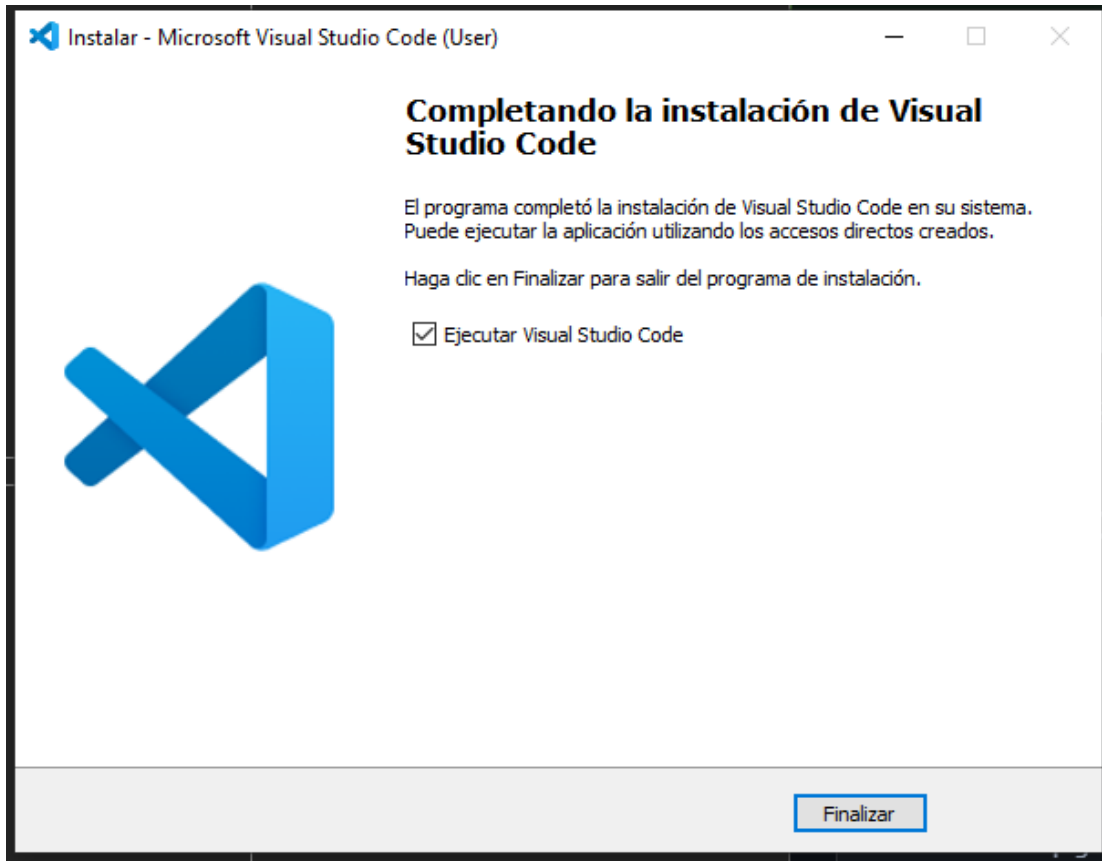 Instalar - Microsoft Visual Studio Code (User)
Completando la instalación de Visual
Studio Code
El programa completó la instalación de Visual Studio Code en su sistema.
Puede ejecutar la aplicación utilizando los accesos directos creados.
Haga clic en Finalizar para salir del programa de instalación.
Ejecutar Visual Studio Code
Finalizar